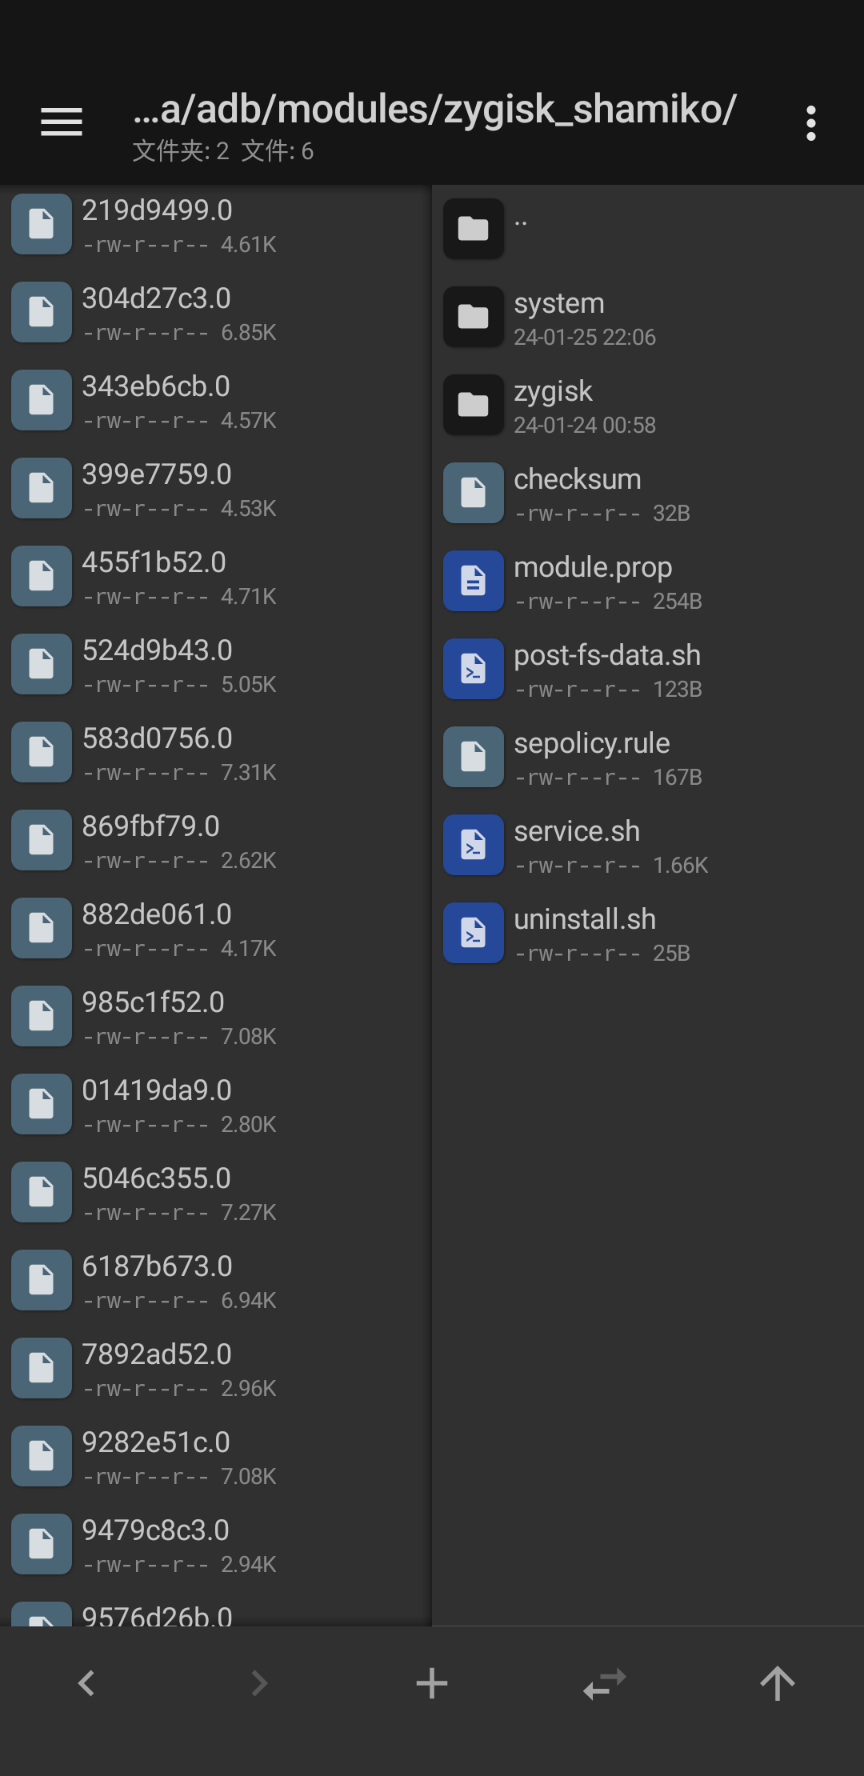 ...a/adb/modules/zygisk_shamiko/
文件夹: 2  文件: 6
219d9499.0
-rw-r--r--  4.61K
304d27c3.0
-rw-r--r--  6.85K
343eb6cb.0
-rw-r--r--  4.57K
399e7759.0
-rw-r--r--  4.53K
455f1b52.0
-rw-r--r--  4.71K
524d9b43.0
-rw-r--r--  5.05K
583d0756.0
-rw-r--r--  7.31K
869fbf79.0
-rw-r--r--  2.62K
882de061.0
-rw-r--r--  4.17K
985c1f52.0
-rw-r--r--  7.08K
01419da9.0
-rw-r--r--  2.80K
5046c355.0
-rw-r--r--  7.27K
6187b673.0
-rw-r--r--  6.94K
7892ad52.0
-rw-r--r--  2.96K
9282e51c.0
-rw-r--r--  7.08K
9479c8c3.0
-rw-r--r--  2.94K
9576d26b.0
..
system
24-01-25 22:06
zygisk
24-01-24 00:58
checksum
-rw-r--r--  32B
module.prop
-rw-r--r--  254B
post-fs-data.sh
-rw-r--r--  123B
sepolicy.rule
-rw-r--r--  167B
service.sh
-rw-r--r--  1.66K
uninstall.sh
-rw-r--r--  25B